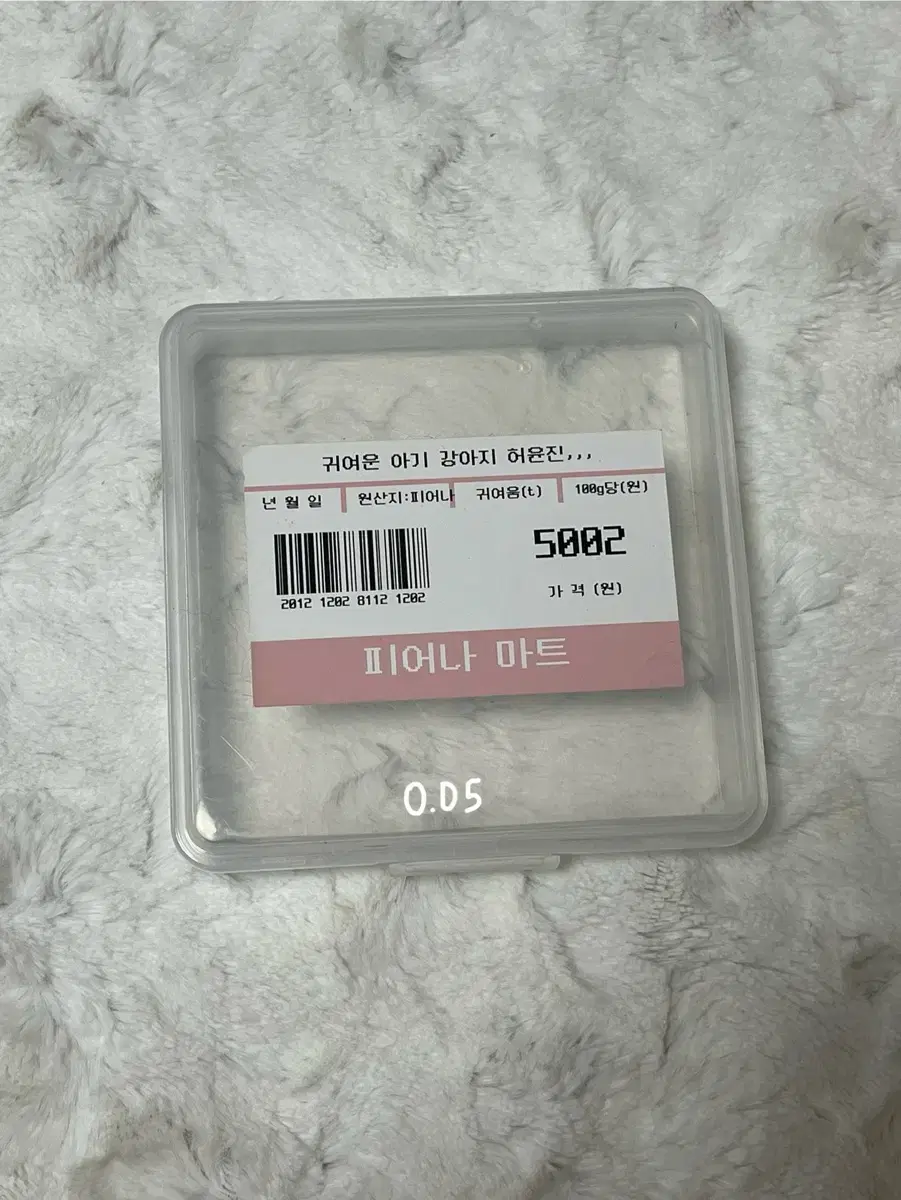 귀여운 아기 강아지 허윤진,,,
년 월 일 원산지:피어나 귀여움(t) 100g당(원)
5002
2012 1202 8112 1202
가 격 (원)
피어나 마트
0.05